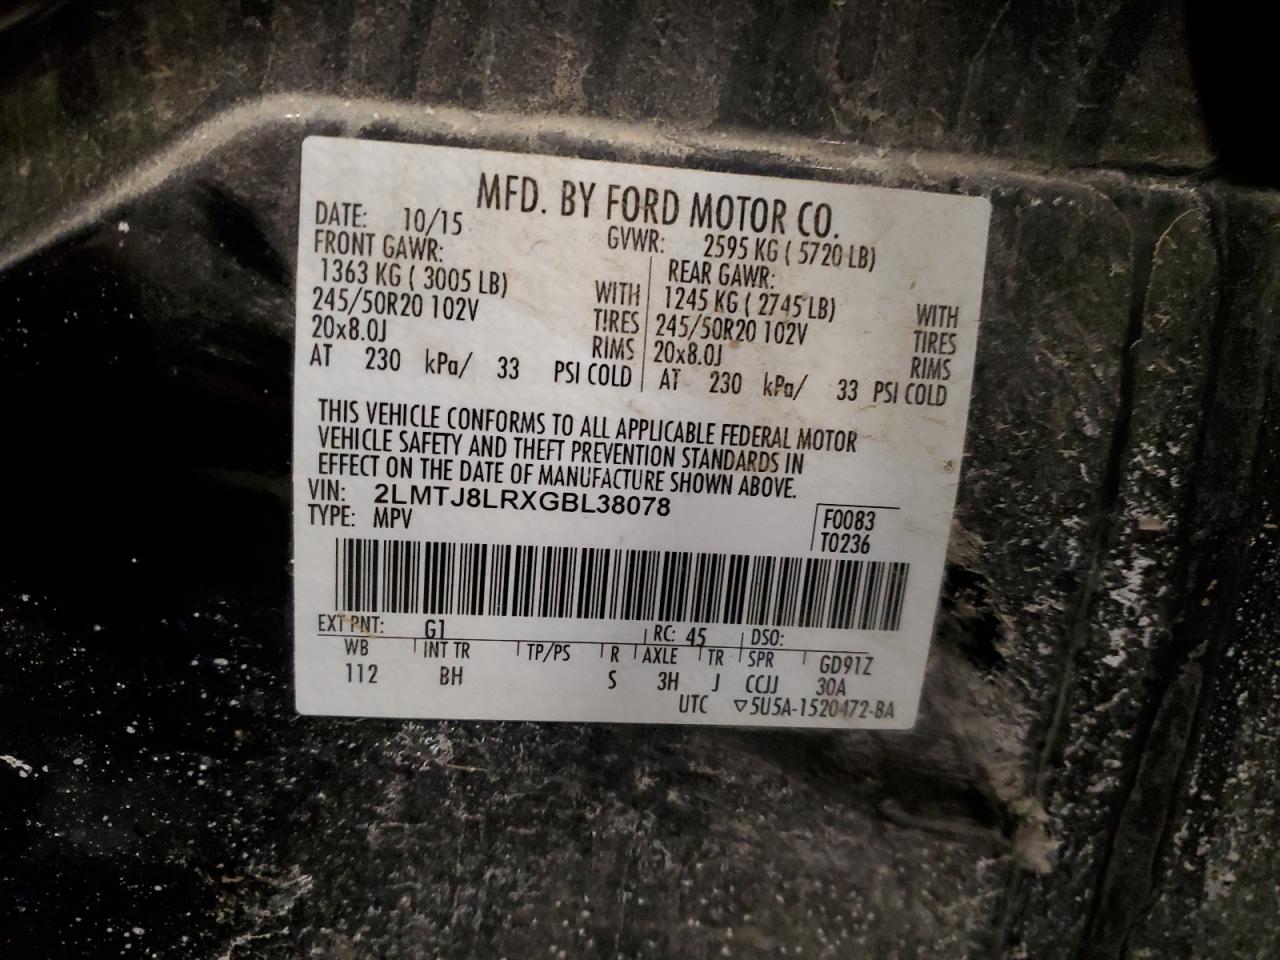 MFD. BY FORD MOTOR CO.
DATE: 10/15 GVWR: 2595 KG ( 5720 LB)
FRONT GAWR: REAR GAWR:
1363 KG ( 3005 LB) WITH 1245 KG ( 2745 LB) WITH
245/50R20 102V TIRES 245/50R20 102V TIRES
20x8.0J RIMS 20x8.0J RIMS
AT 230 kPa/ 33 PSI COLD AT 230 kPa/ 33 PSI COLD
THIS VEHICLE CONFORMS TO ALL APPLICABLE FEDERAL MOTOR
VEHICLE SAFETY AND THEFT PREVENTION STANDARDS IN
EFFECT ON THE DATE OF MANUFACTURE SHOWN ABOVE.
VIN: 2LMTJ8LRXGBL38078 F0083
TYPE: MPV T0236
EXT PNT: G1 RC: 45 DSO:
WB INT TR TP/PS R AXLE TR SPR GD91Z
112 BH S 3H J CCJJ 30A
UTC ▽5U5A-1520472-BA